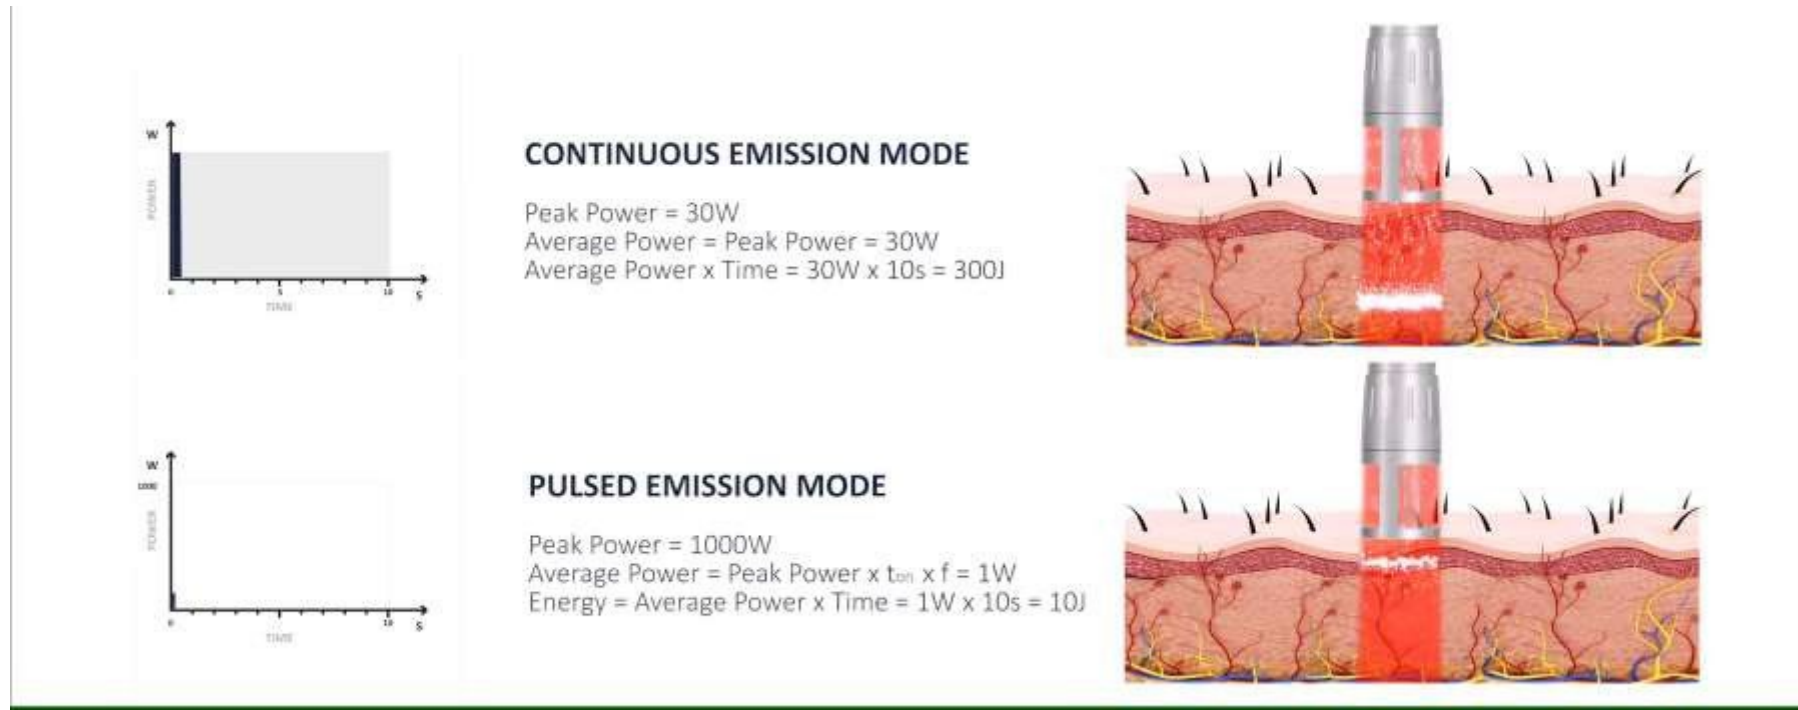 W
POWER
0
5
10
S
TIME
CONTINUOUS EMISSION MODE
Peak Power = 30W
Average Power = Peak Power = 30W
Average Power x Time = 30W x 10s = 300J
W
1000
POWER
0
10
S
TIME
PULSED EMISSION MODE
Peak Power = 1000W
Average Power = Peak Power x ton x f = 1W
Energy = Average Power x Time = 1W x 10s = 10J